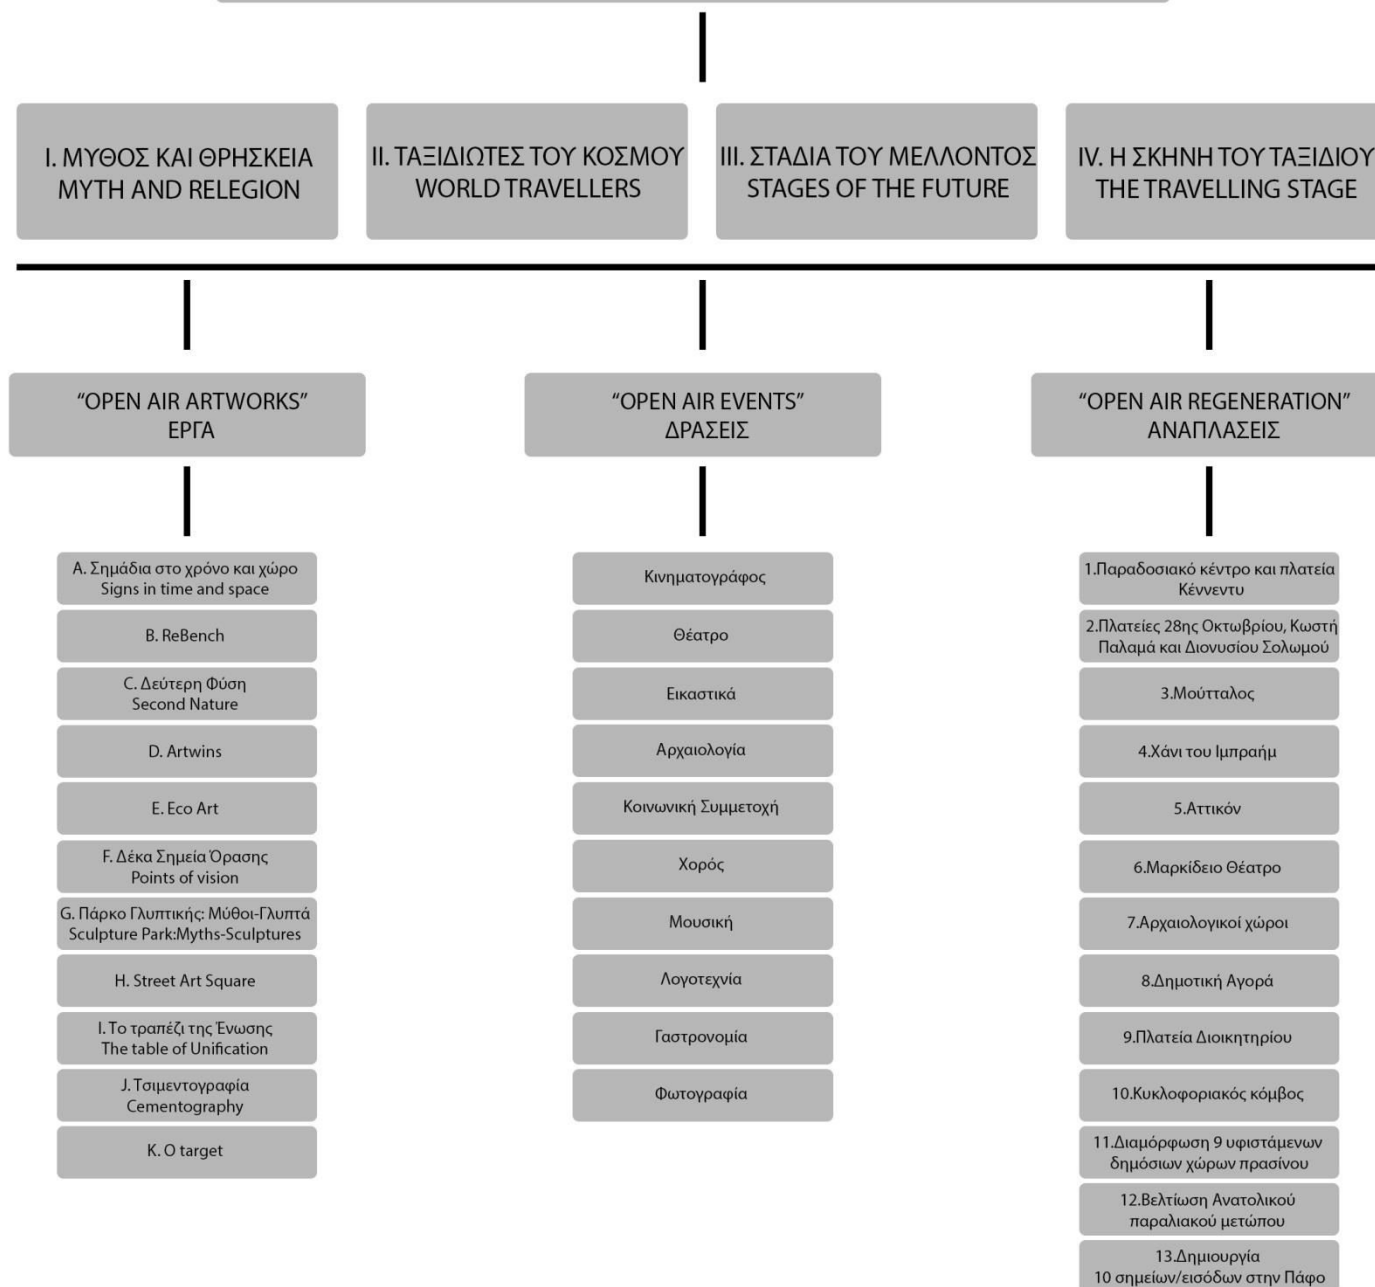 I. ΜΥΘΟΣ ΚΑΙ ΘΡΗΣΚΕΙΑ
MYTH AND RELEGION
II. ΤΑΞΙΔΙΩΤΕΣ ΤΟΥ ΚΟΣΜΟΥ
WORLD TRAVELLERS
III. ΣΤΑΔΙΑ ΤΟΥ ΜΕΛΛΟΝΤΟΣ
STAGES OF THE FUTURE
IV. Η ΣΚΗΝΗ ΤΟΥ ΤΑΞΙΔΙΟΥ
THE TRAVELLING STAGE
“OPEN AIR ARTWORKS”
ΕΡΓΑ
“OPEN AIR EVENTS”
ΔΡΑΣΕΙΣ
“OPEN AIR REGENERATION”
ΑΝΑΠΛΑΣΕΙΣ
A. Σημάδια στο χρόνο και χώρο
Signs in time and space
B. ReBench
C. Δεύτερη Φύση
Second Nature
D. Artwins
E. Eco Art
F. Δέκα Σημεία Όρασης
Points of vision
G. Πάρκο Γλυπτικής: Μύθοι-Γλυπτά
Sculpture Park:Myths-Sculptures
H. Street Art Square
I. Το τραπέζι της Ένωσης
The table of Unification
J. Τσιμεντογραφία
Cementography
K. O target
Κινηματογράφος
Θέατρο
Εικαστικά
Αρχαιολογία
Κοινωνική Συμμετοχή
Χορός
Μουσική
Λογοτεχνία
Γαστρονομία
Φωτογραφία
1.Παραδοσιακό κέντρο και πλατεία
Κέννεντυ
2.Πλατείες 28ης Οκτωβρίου, Κωστή
Παλαμά και Διονυσίου Σολωμού
3.Μούτταλος
4.Χάνι του Ιμπραήμ
5.Αττικόν
6.Μαρκίδειο Θέατρο
7.Αρχαιολογικοί χώροι
8.Δημοτική Αγορά
9.Πλατεία Διοικητηρίου
10.Κυκλοφοριακός κόμβος
11.Διαμόρφωση 9 υφιστάμενων
δημόσιων χώρων πρασίνου
12.Βελτίωση Ανατολικού
παραλιακού μετώπου
13.Δημιουργία
10 σημείων/εισόδων στην Πάφο